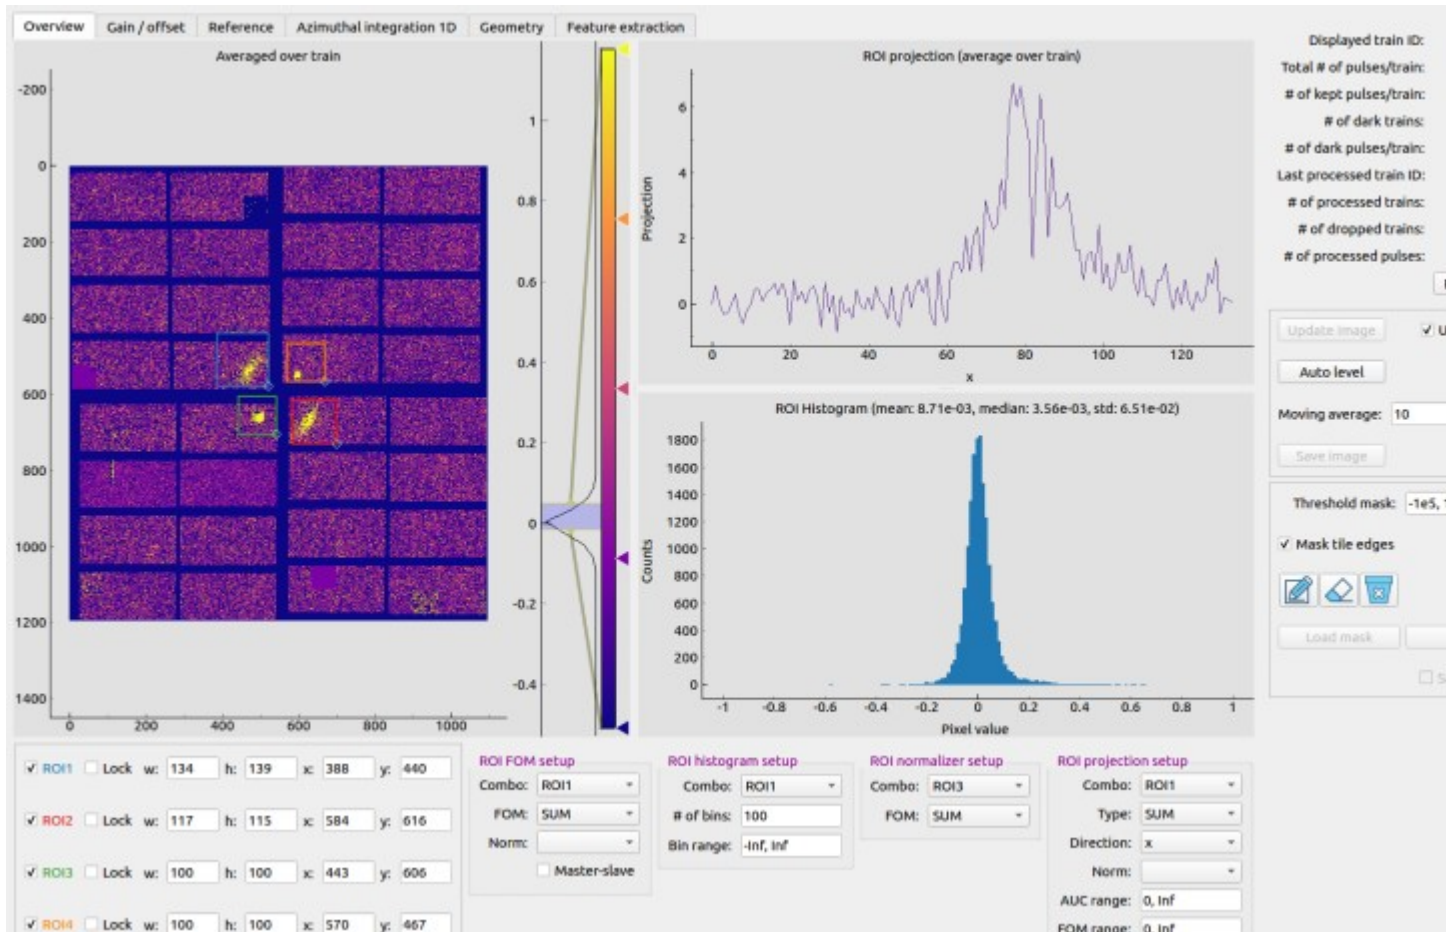 Overview Gain / offset Reference Azimuthal integration 1D Geometry Feature extraction
Averaged over train
-200
0
200
400
600
800
1000
1200
1400
0 200 400 600 800 1000
1
0.8
0.6
0.4
0.2
0
-0.2
-0.4
ROI projection (average over train)
Projection
6
4
2
0
0 20 40 60 80 100 120
x
ROI Histogram (mean: 8.71e-03, median: 3.56e-03, std: 6.51e-02)
Counts
1800
1600
1400
1200
1000
800
600
400
200
0
-1 -0.8 -0.6 -0.4 -0.2 0 0.2 0.4 0.6 0.8 1
Pixel value
Displayed train ID:
Total # of pulses/train:
# of kept pulses/train:
# of dark trains:
# of dark pulses/train:
Last processed train ID:
# of processed trains:
# of dropped trains:
# of processed pulses:
Update image U
Auto level
Moving average: 10
Save image
Threshold mask: -1e5,
Mask tile edges
Load mask
ROI1 Lock w: 134 h: 139 x: 388 y: 440
ROI2 Lock w: 117 h: 115 x: 584 y: 616
ROI3 Lock w: 100 h: 100 x: 443 y: 606
ROI4 Lock w: 100 h: 100 x: 570 y: 467
ROI FOM setup
Combo: ROI1
FOM: SUM
Norm:
Master-slave
ROI histogram setup
Combo: ROI1
# of bins: 100
Bin range: -Inf, Inf
ROI normalizer setup
Combo: ROI3
FOM: SUM
ROI projection setup
Combo: ROI1
Type: SUM
Direction: x
Norm:
AUC range: 0, Inf
FOM range: 0, Inf